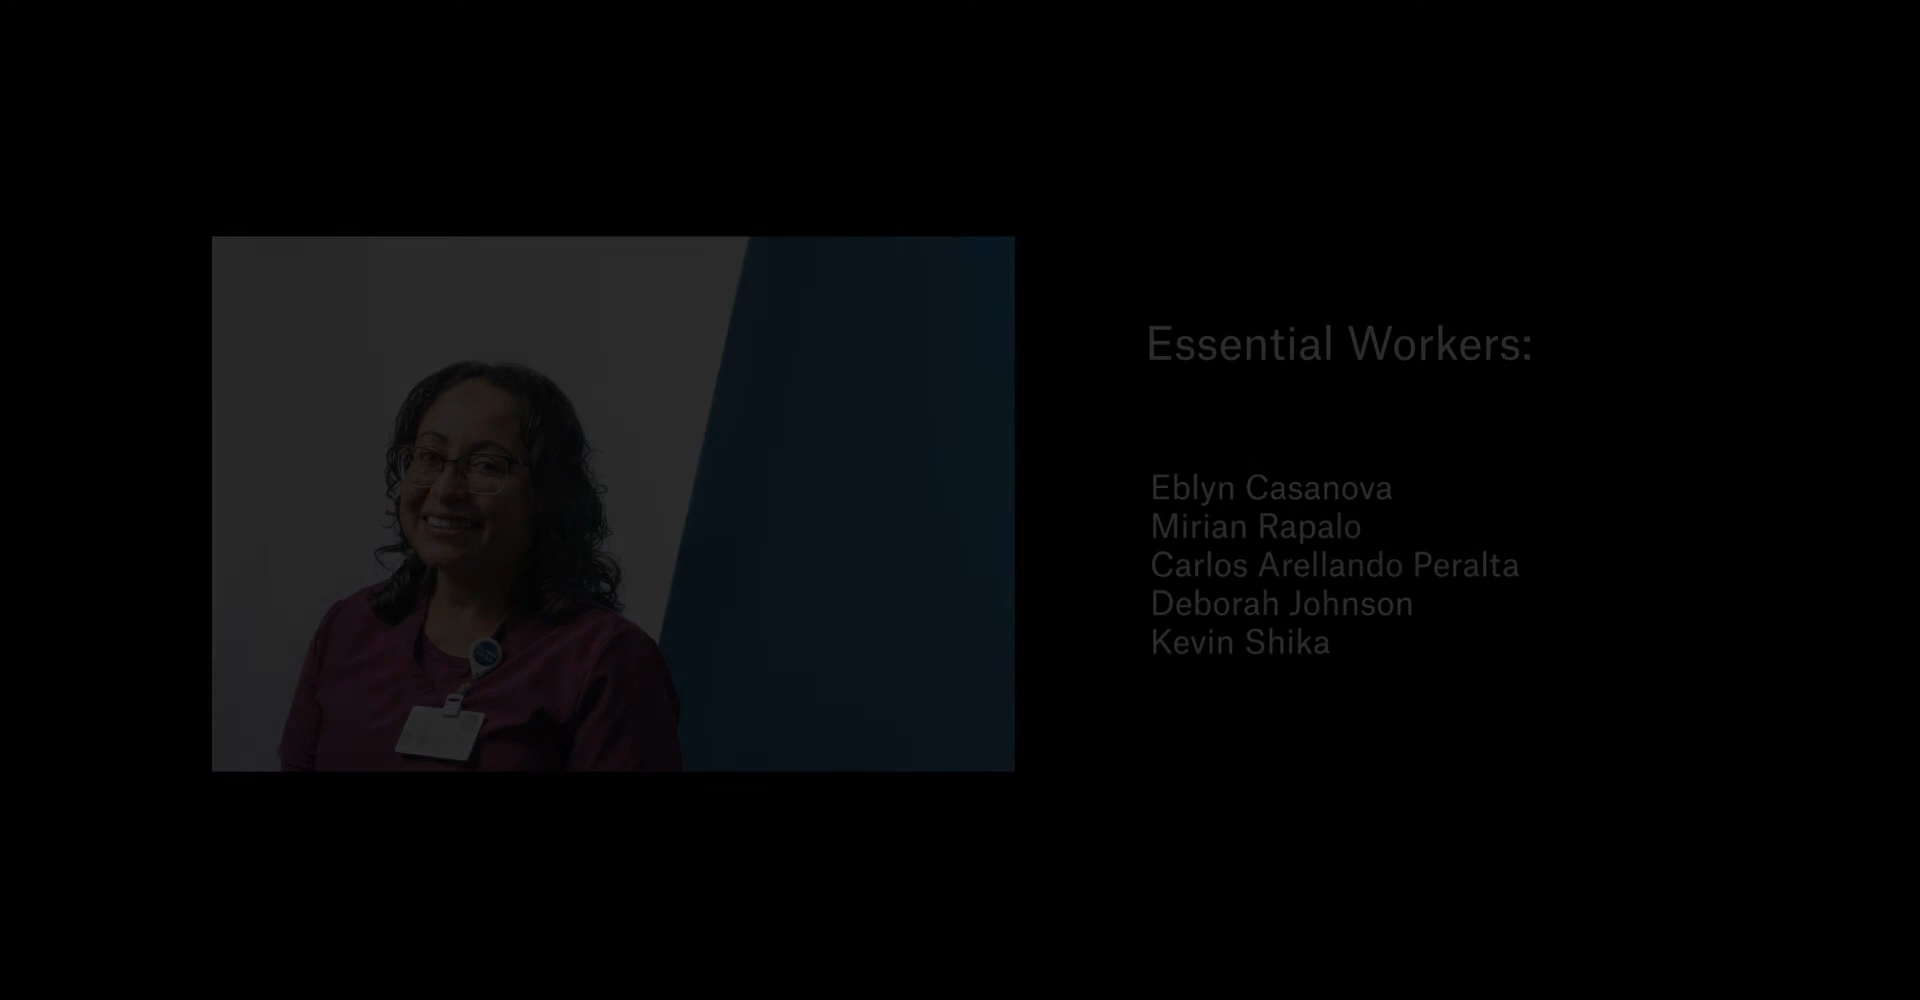 Essential Workers:
Eblyn Casanova
Mirian Rapalo
Carlos Arellando Peralta
Deborah Johnson
Kevin Shika